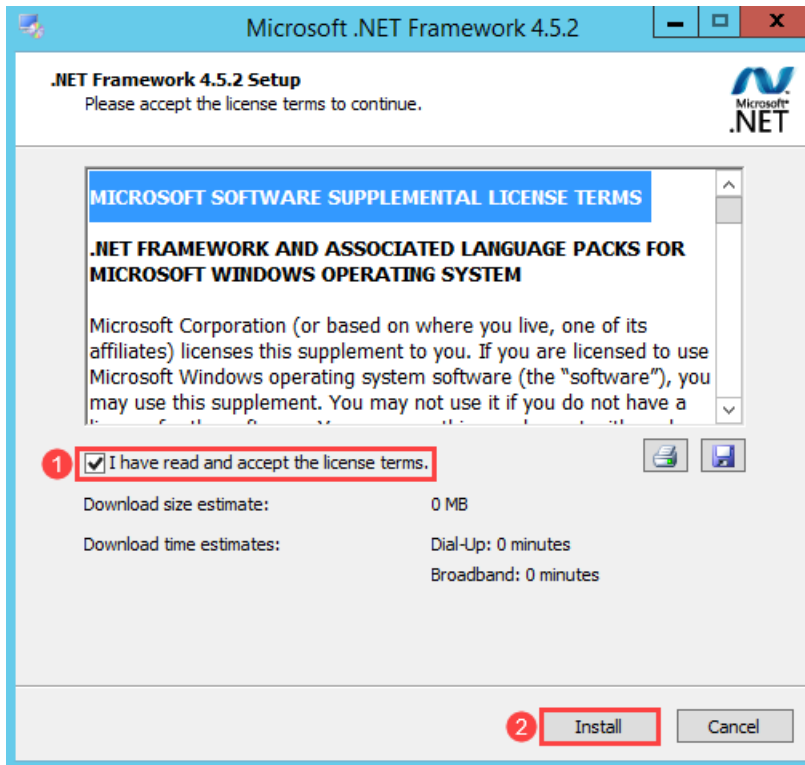 Microsoft .NET Framework 4.5.2
.NET Framework 4.5.2 Setup
Please accept the license terms to continue.
Microsoft®
.NET
MICROSOFT SOFTWARE SUPPLEMENTAL LICENSE TERMS
.NET FRAMEWORK AND ASSOCIATED LANGUAGE PACKS FOR
MICROSOFT WINDOWS OPERATING SYSTEM
Microsoft Corporation (or based on where you live, one of its
affiliates) licenses this supplement to you. If you are licensed to use
Microsoft Windows operating system software (the “software”), you
may use this supplement. You may not use it if you do not have a
1 I have read and accept the license terms.
Download size estimate: 0 MB
Download time estimates: Dial-Up: 0 minutes
Broadband: 0 minutes
2 Install Cancel